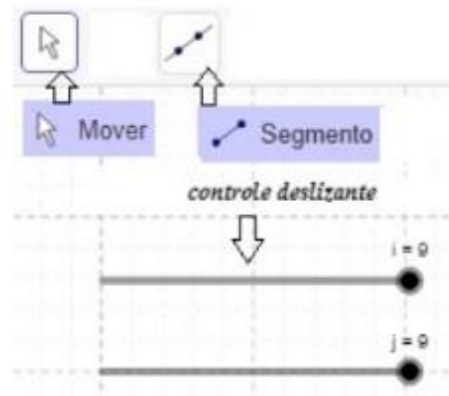 Mover
Segmento
controle deslizante
i = 9
j = 9